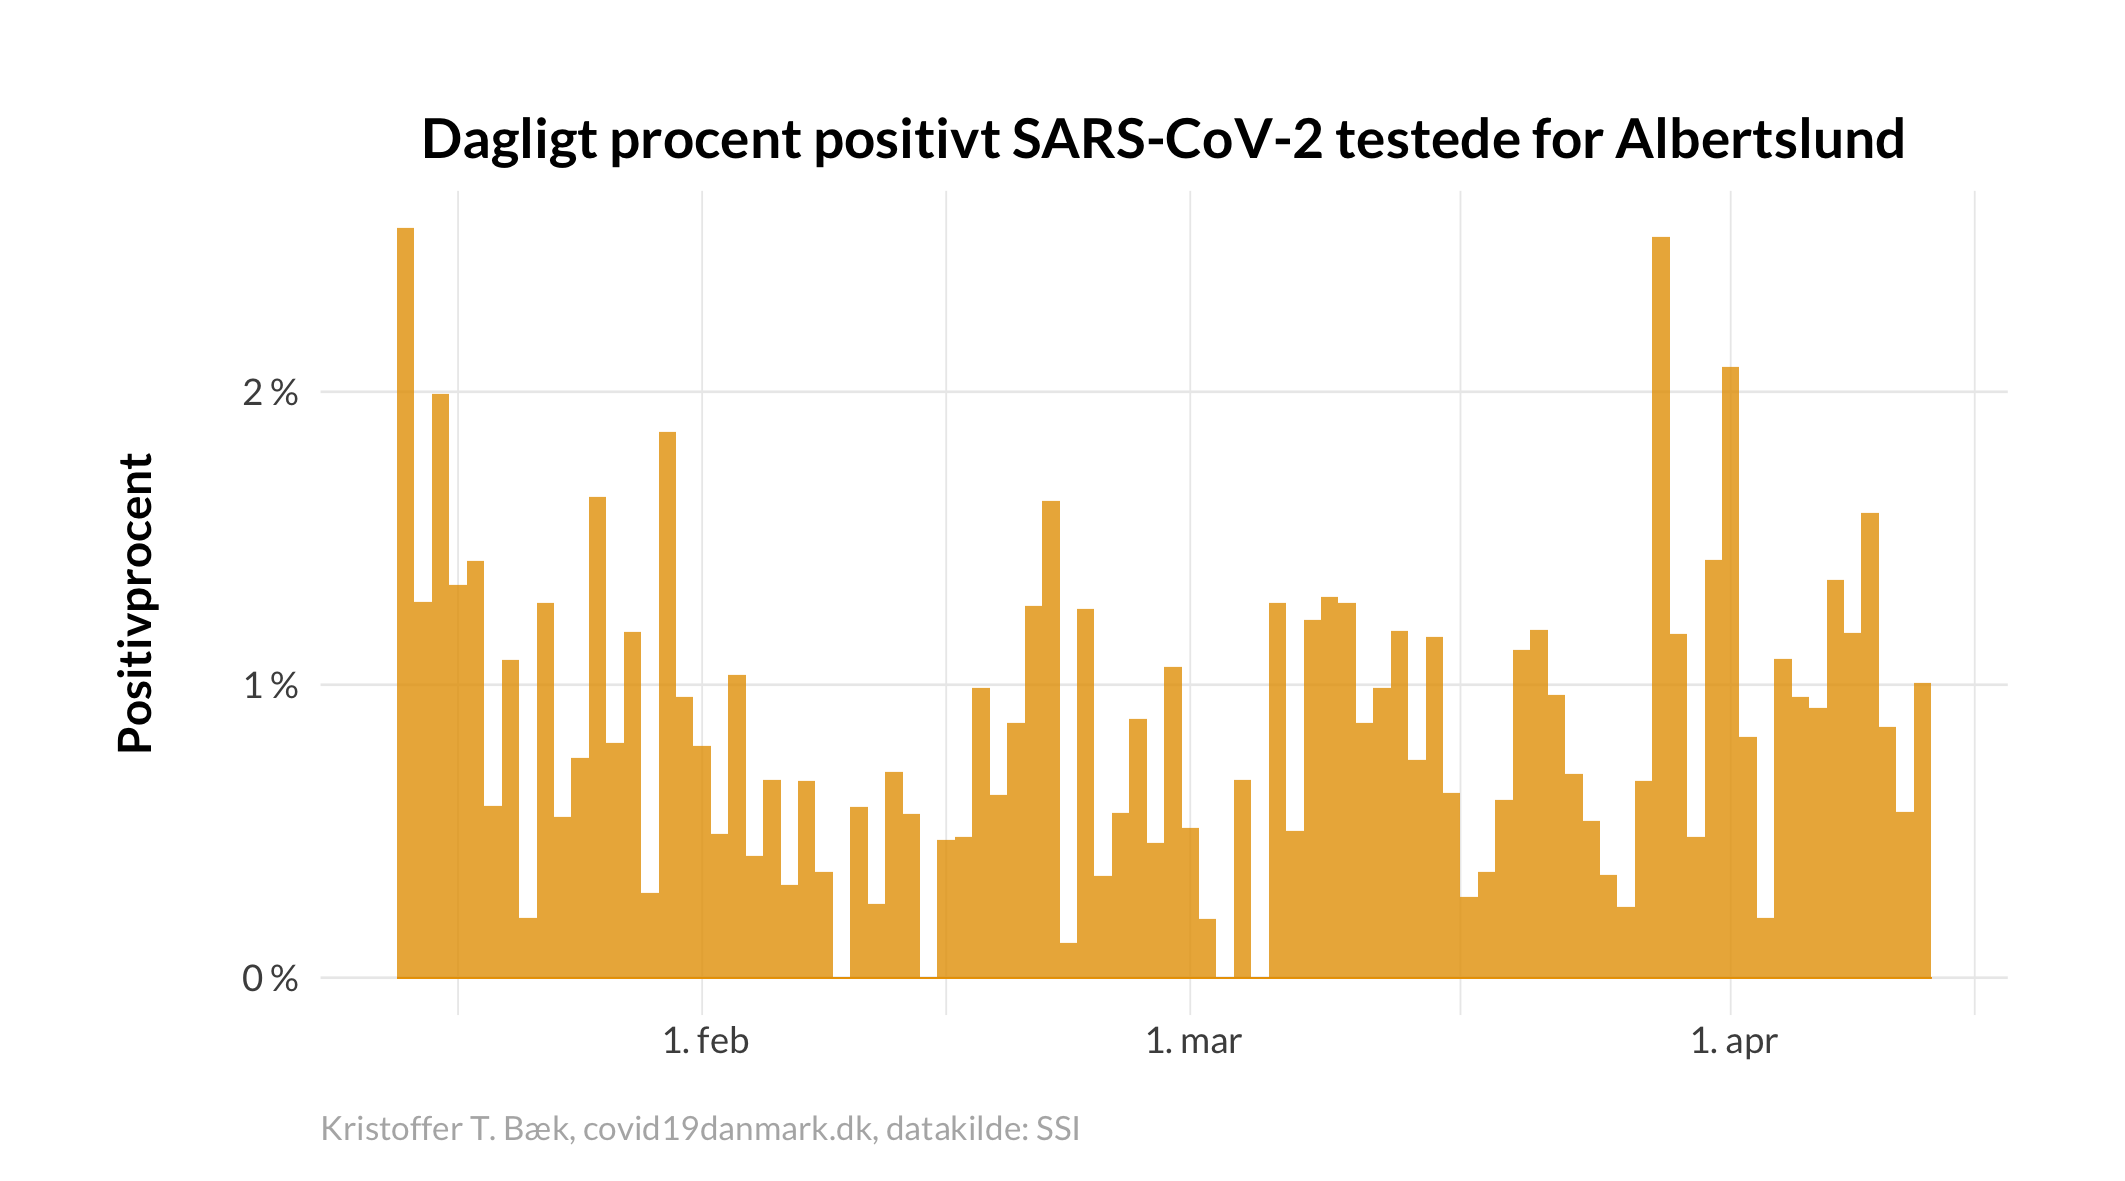 Dagligt procent positivt SARS-CoV-2 testede for Albertslund
Positivprocent
2 %
1 %
0 %
1. feb
1. mar
1. apr
Kristoffer T. Bæk, covid19danmark.dk, datakilde: SSI